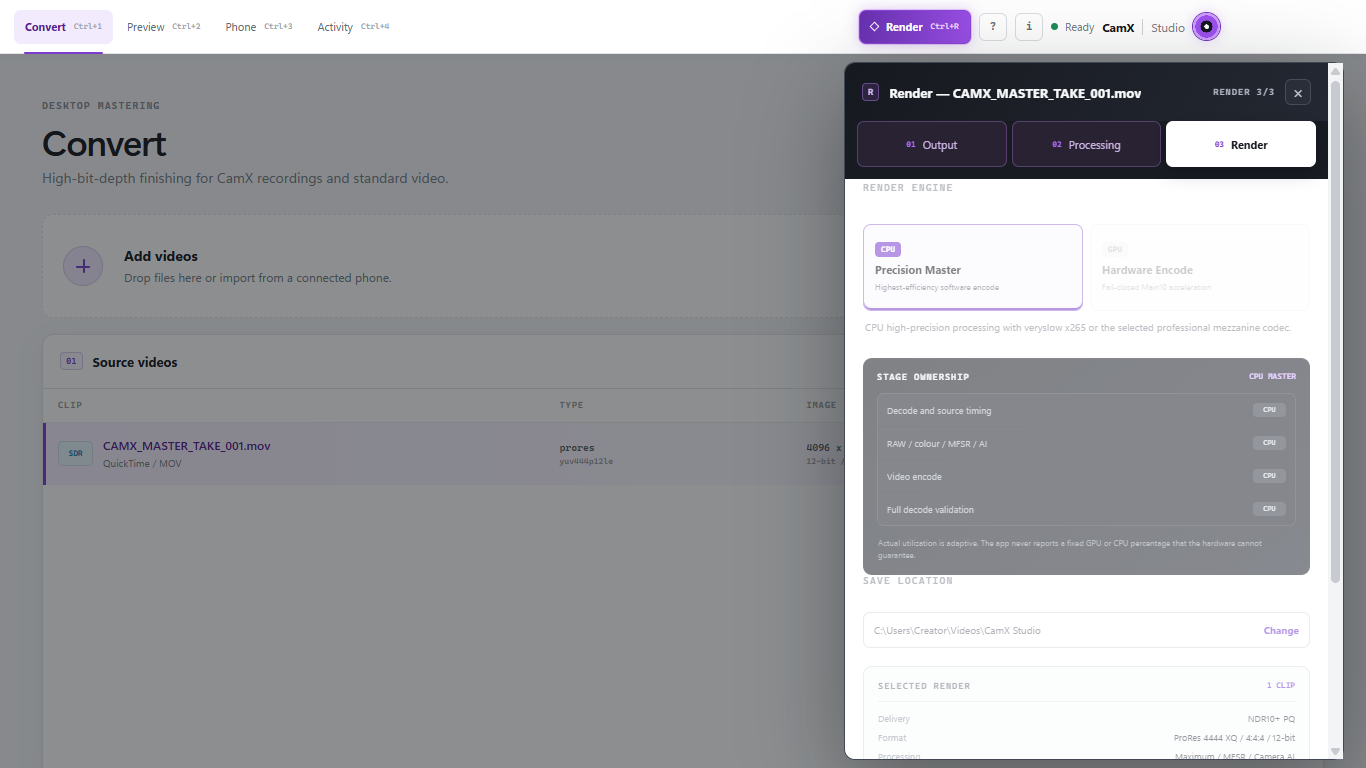 Convert Ctrl+1 Preview Ctrl+2 Phone Ctrl+3 Activity Ctrl+4 Render Ctrl+R ? i Ready CamX Studio
DESKTOP MASTERING
Convert
High-bit-depth finishing for CamX recordings and standard video.
Add videos
Drop files here or import from a connected phone.
01 Source videos
CLIP TYPE IMAGE
SDR CAMX_MASTER_TAKE_001.mov prores 4096 x
QuickTime / MOV yuv444p12le 12-bit /
R Render — CAMX_MASTER_TAKE_001.mov RENDER 3/3 ×
01 Output 02 Processing 03 Render
RENDER ENGINE
CPU GPU
Precision Master Hardware Encode
Highest-efficiency software encode Fail-closed Main10 acceleration
CPU high-precision processing with veryslow x265 or the selected professional mezzanine codec.
STAGE OWNERSHIP CPU MASTER
Decode and source timing CPU
RAW / colour / MFSR / AI CPU
Video encode CPU
Full decode validation CPU
Actual utilization is adaptive. The app never reports a fixed GPU or CPU percentage that the hardware cannot
guarantee.
SAVE LOCATION
C:\Users\Creator\Videos\CamX Studio Change
SELECTED RENDER 1 CLIP
Delivery NDR10+ PQ
Format ProRes 4444 XQ / 4:4:4 / 12-bit
Processing Maximum / MFSR / Camera AI